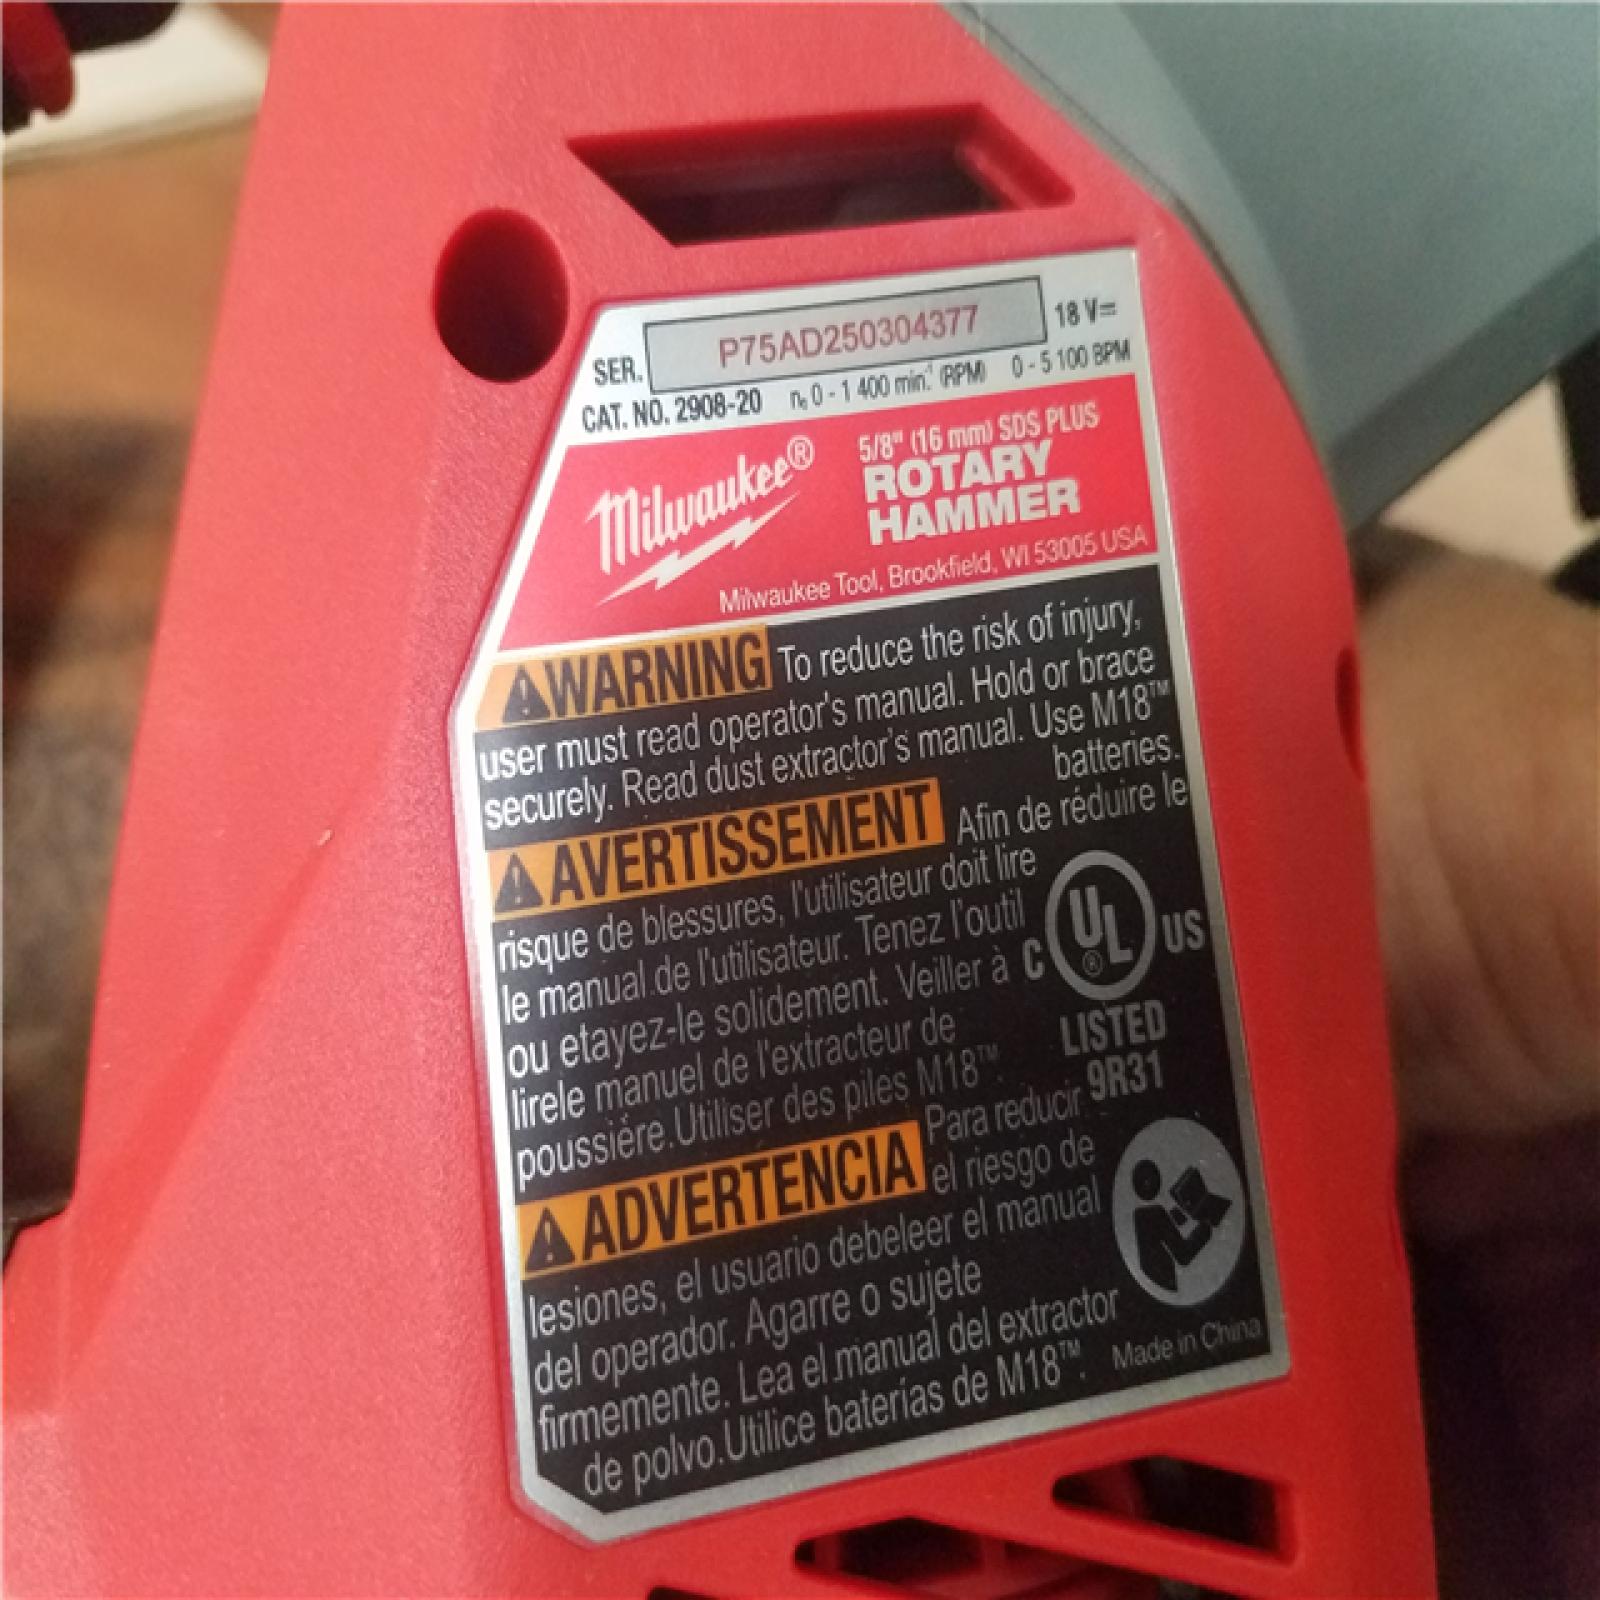 SER. P75AD250304377 18 V
CAT. NO. 2908-20 n₀ 0 - 1 400 min.⁻¹ (RPM) 0 - 5 100 BPM
Milwaukee®
5/8" (16 mm) SDS PLUS
ROTARY
HAMMER
Milwaukee Tool, Brookfield, WI 53005 USA
WARNING To reduce the risk of injury,
user must read operator's manual. Hold or brace
securely. Read dust extractor's manual. Use M18™
batteries.
AVERTISSEMENT Afin de réduire le
risque de blessures, l'utilisateur doit lire
le manual de l'utilisateur. Tenez l'outil
ou etayez-le solidement. Veiller à
lirele manuel de l'extracteur de
poussière.Utiliser des piles M18™.
C UL ® US
LISTED
9R31
ADVERTENCIA Para reducir
el riesgo de
lesiones, el usuario debeleer el manual
del operador. Agarre o sujete
firmemente. Lea el manual del extractor
de polvo.Utilice baterías de M18™.
Made in China